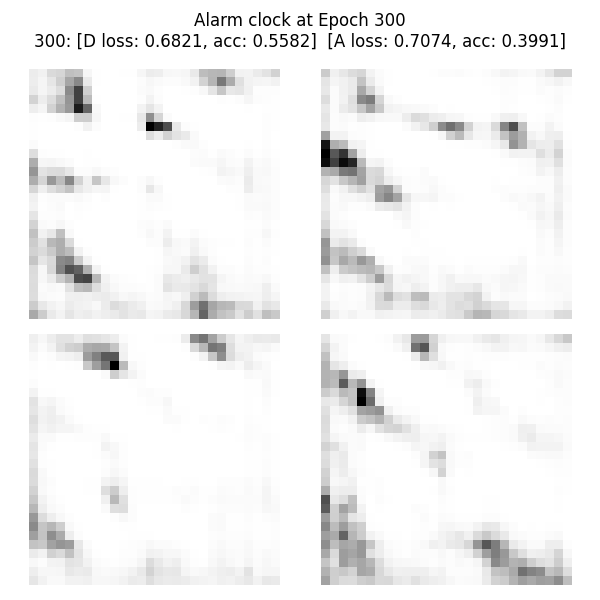 Alarm clock at Epoch 300
300: [D loss: 0.6821, acc: 0.5582]  [A loss: 0.7074, acc: 0.3991]